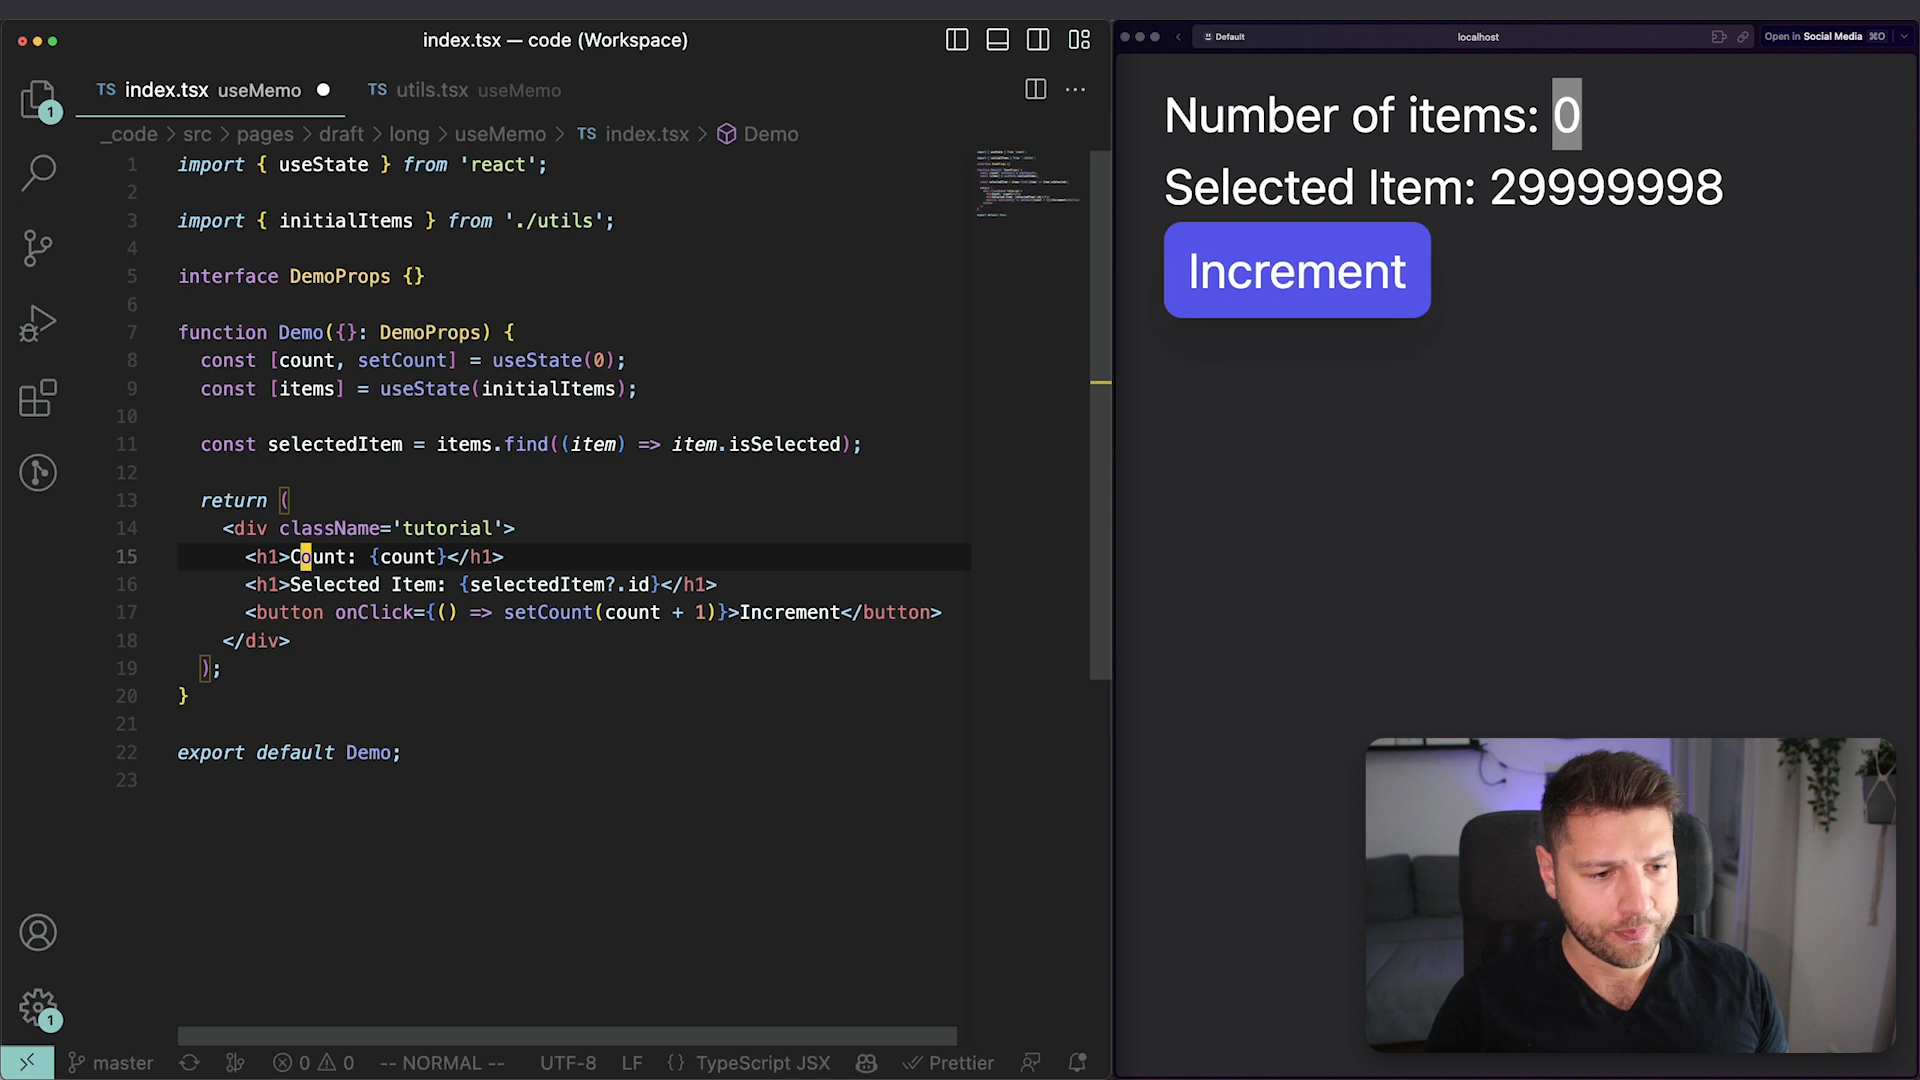 index.tsx — code (Workspace)
TS index.tsx useMemo
TS utils.tsx useMemo
_code > src > pages > draft > long > useMemo > TS index.tsx > Demo
1 import { useState } from 'react';
2
3 import { initialItems } from './utils';
4
5 interface DemoProps {}
6
7 function Demo({}: DemoProps) {
8 const [count, setCount] = useState(0);
9 const [items] = useState(initialItems);
10
11 const selectedItem = items.find((item) => item.isSelected);
12
13 return (
14 <div className='tutorial'>
15 <h1>Count: {count}</h1>
16 <h1>Selected Item: {selectedItem?.id}</h1>
17 <button onClick={() => setCount(count + 1)}>Increment</button>
18 </div>
19 );
20 }
21
22 export default Demo;
23
1
1
master
0 0
-- NORMAL --
UTF-8
LF
{} TypeScript JSX
Prettier
Default
localhost
Open in Social Media ⌘O
Number of items: 0
Selected Item: 29999998
Increment